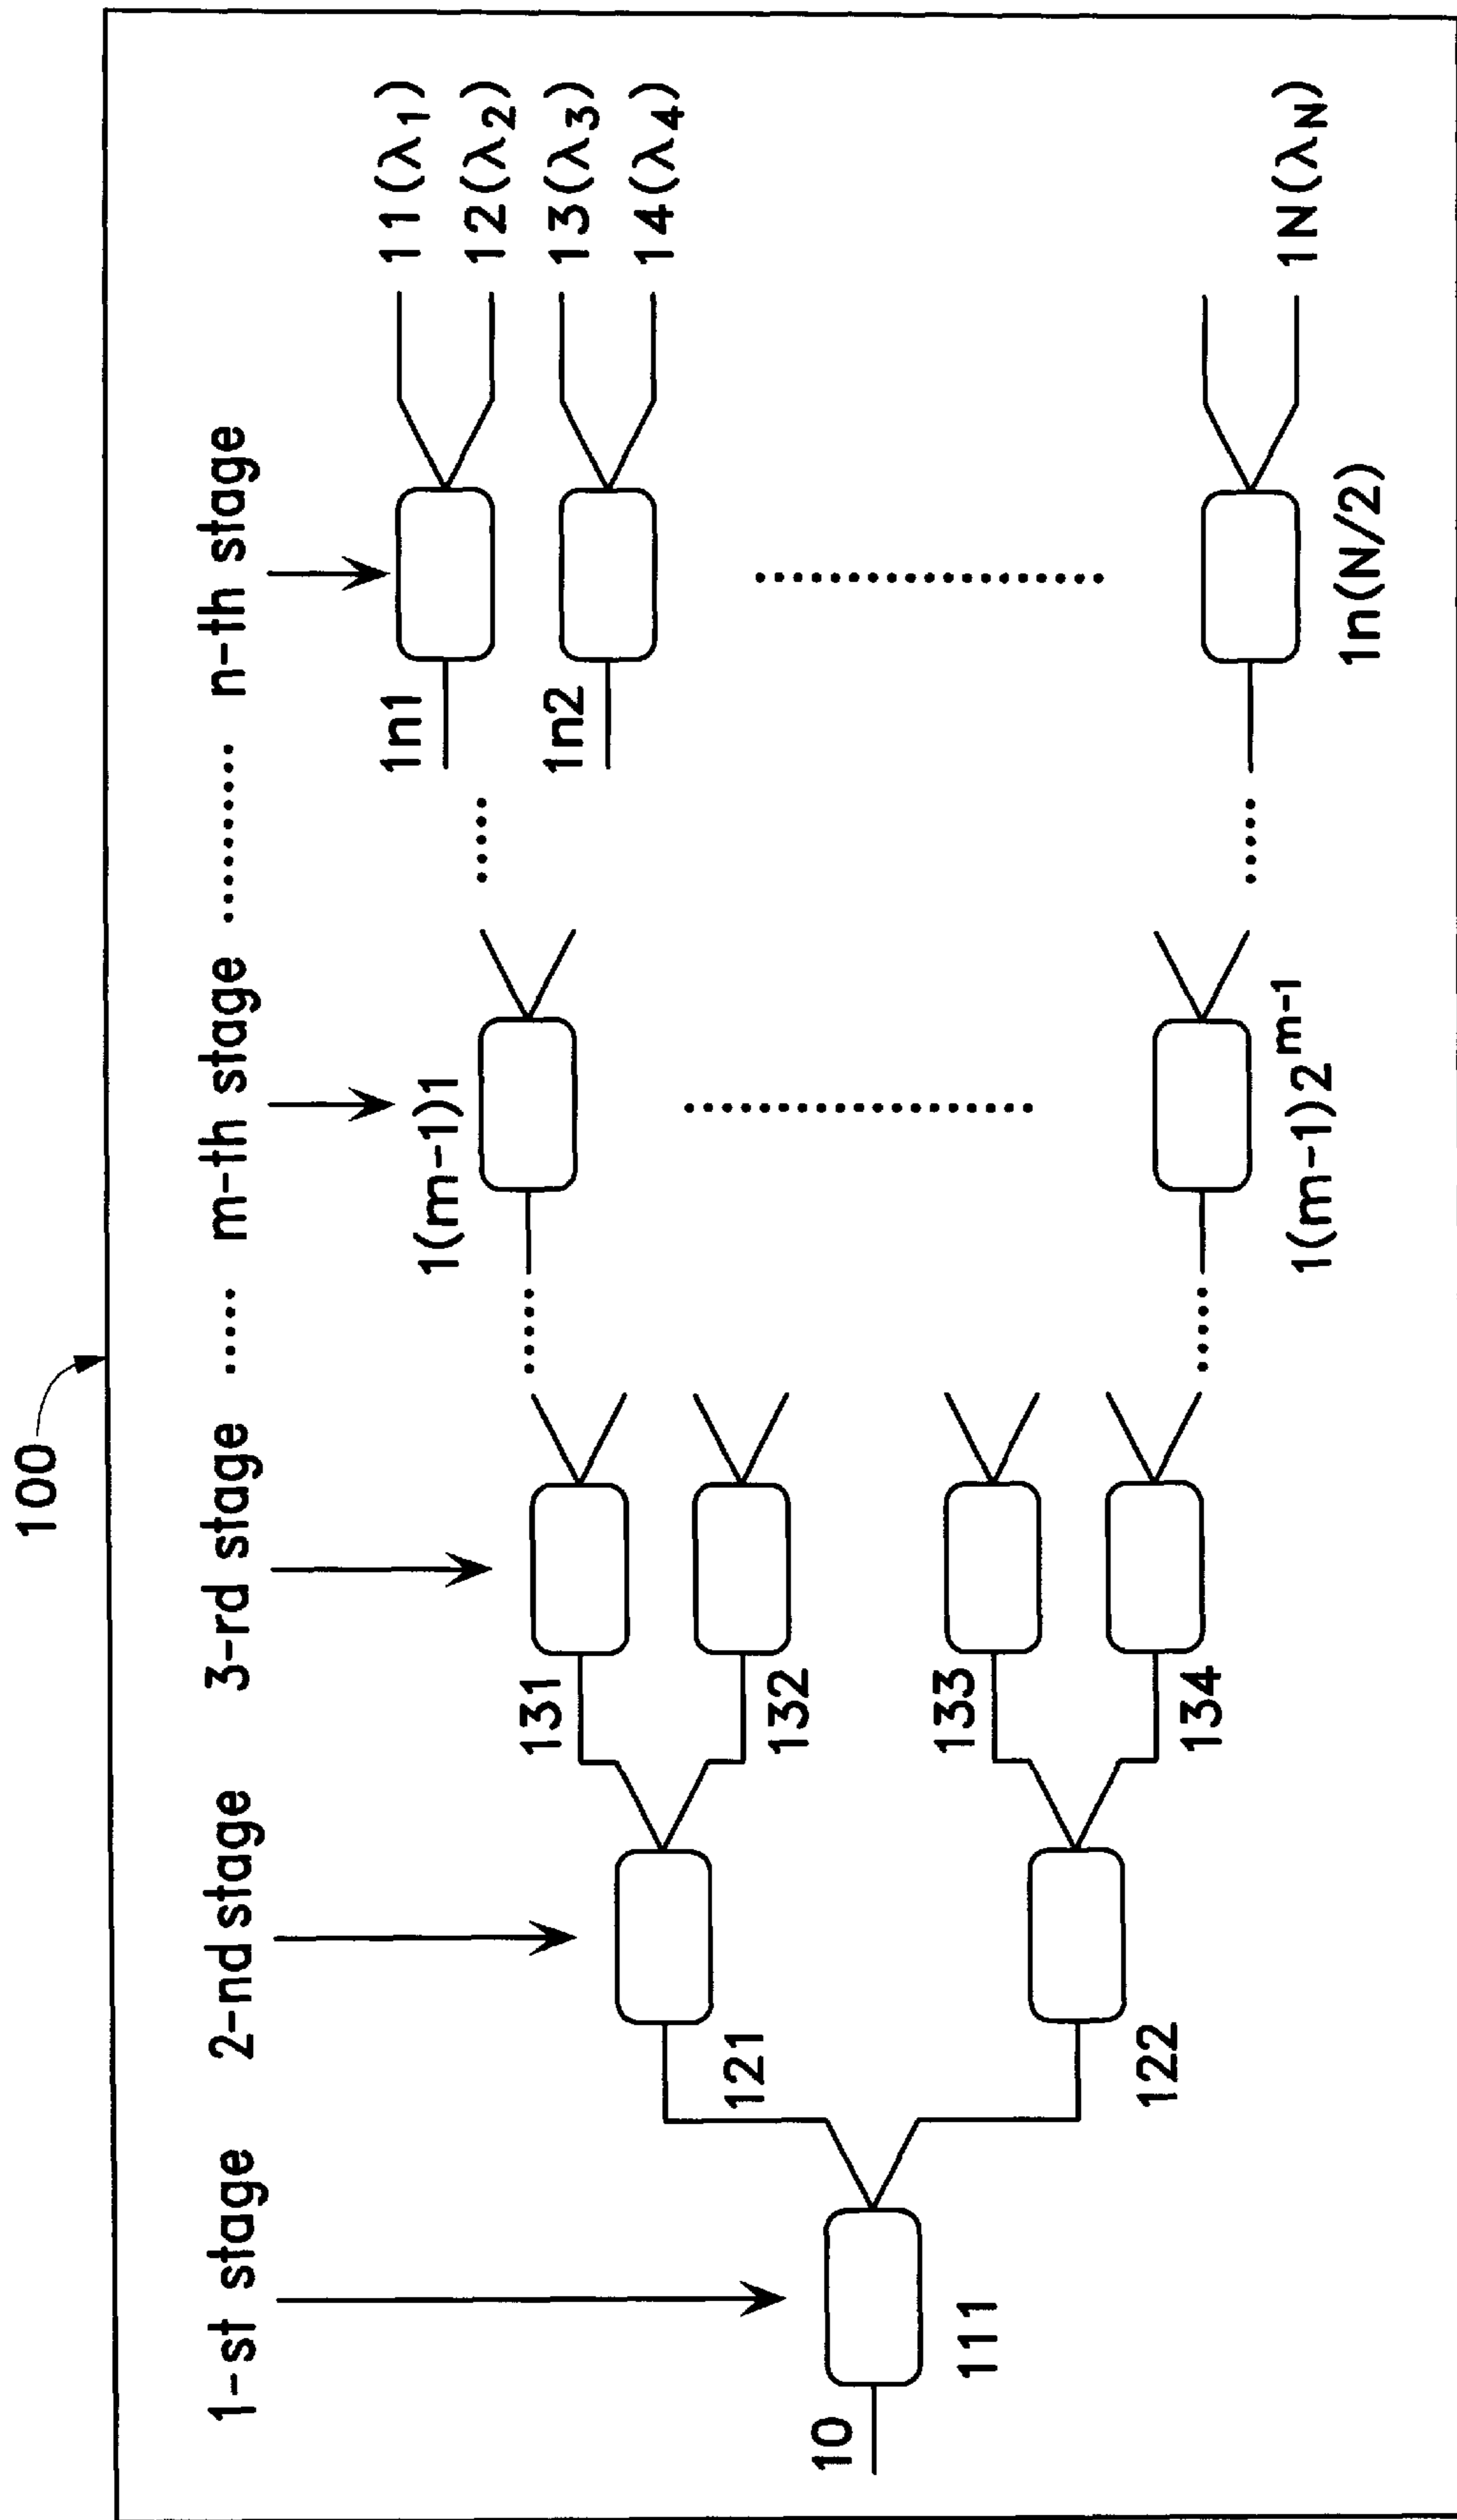 100
1-st stage 2-nd stage 3-rd stage ..... m-th stage .......... n-th stage
10
111
121
122
131
132
133
134
1(m-1)1
1(m-1)2^{m-1}
1n1
1n2
1n(N/2)
11(λ₁)
12(λ₂)
13(λ₃)
14(λ₄)
1N(λ_N)